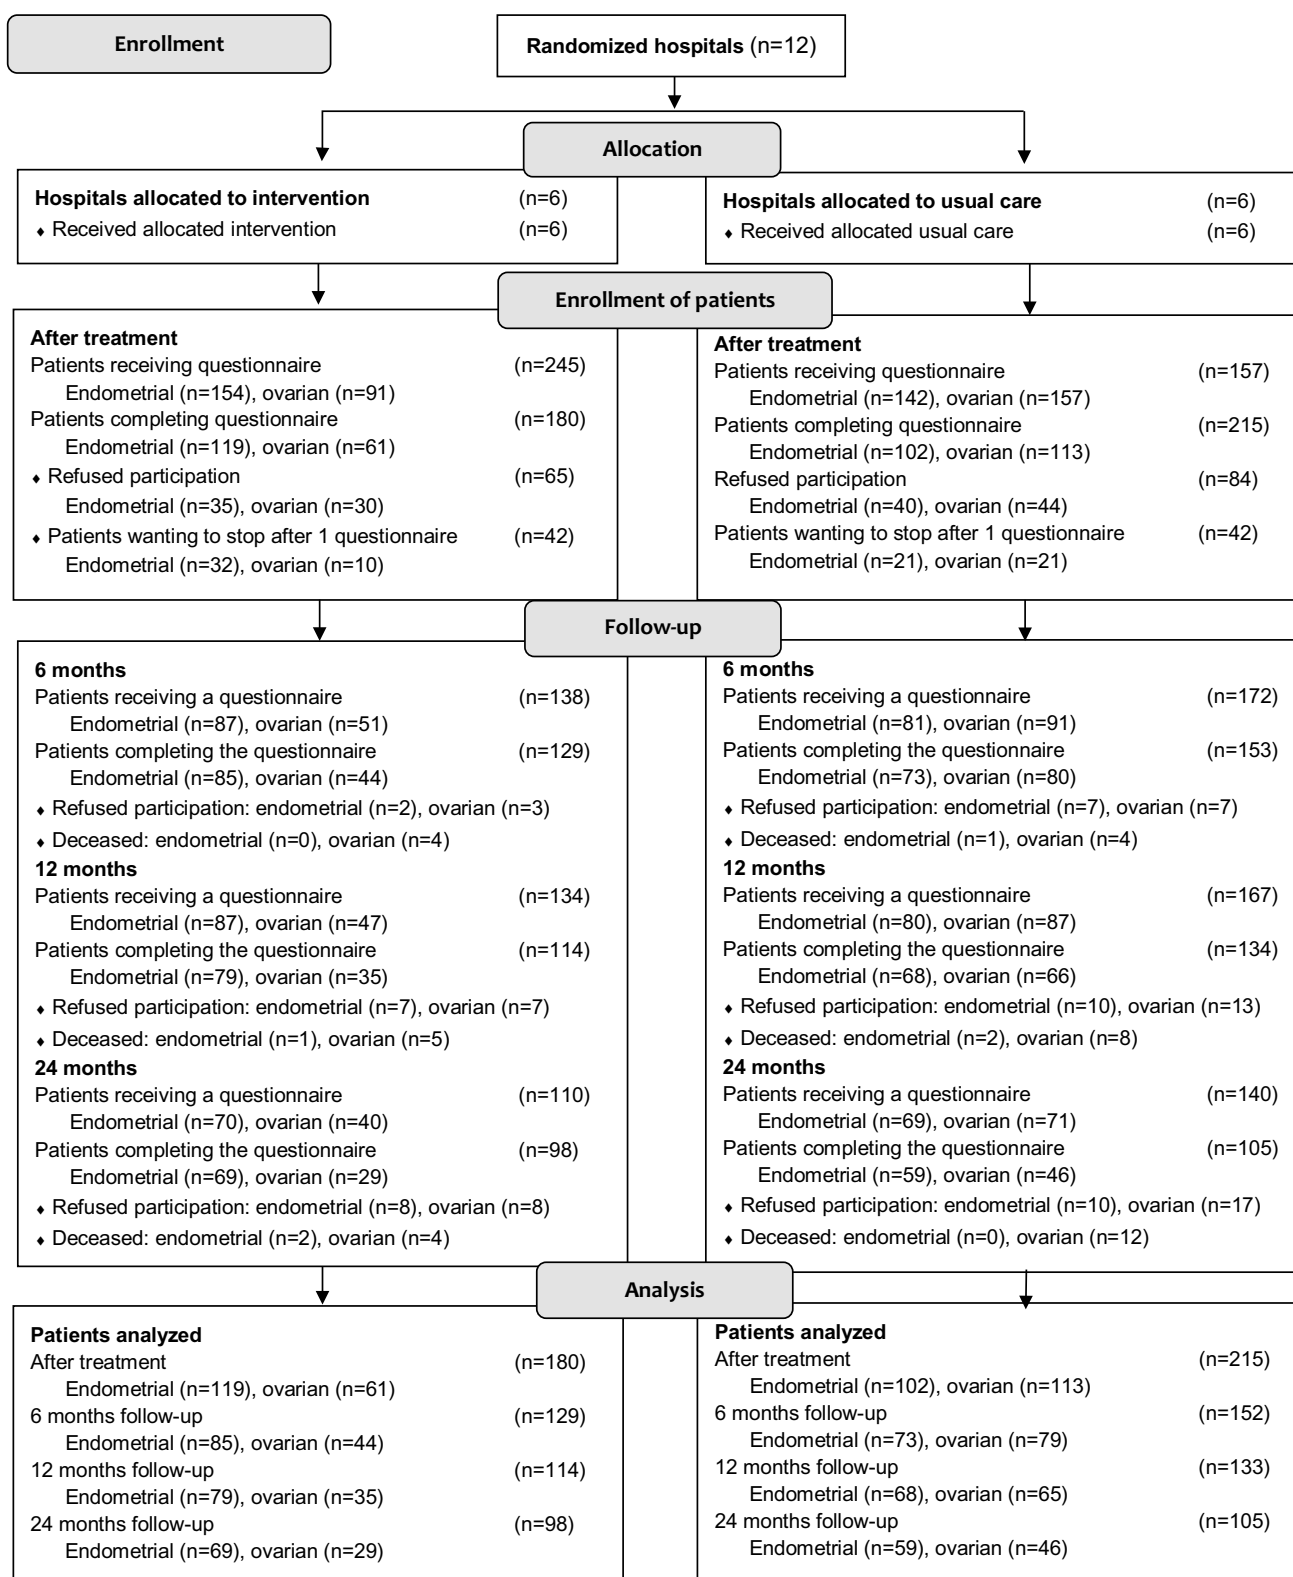 Enrollment
Randomized hospitals (n=12)
Allocation
Hospitals allocated to intervention (n=6)
♦ Received allocated intervention (n=6)
Hospitals allocated to usual care (n=6)
♦ Received allocated usual care (n=6)
Enrollment of patients
After treatment
Patients receiving questionnaire (n=245)
Endometrial (n=154), ovarian (n=91)
Patients completing questionnaire (n=180)
Endometrial (n=119), ovarian (n=61)
♦ Refused participation (n=65)
Endometrial (n=35), ovarian (n=30)
♦ Patients wanting to stop after 1 questionnaire (n=42)
Endometrial (n=32), ovarian (n=10)
After treatment
Patients receiving questionnaire (n=157)
Endometrial (n=142), ovarian (n=157)
Patients completing questionnaire (n=215)
Endometrial (n=102), ovarian (n=113)
Refused participation (n=84)
Endometrial (n=40), ovarian (n=44)
Patients wanting to stop after 1 questionnaire (n=42)
Endometrial (n=21), ovarian (n=21)
Follow-up
6 months
Patients receiving a questionnaire (n=138)
Endometrial (n=87), ovarian (n=51)
Patients completing the questionnaire (n=129)
Endometrial (n=85), ovarian (n=44)
♦ Refused participation: endometrial (n=2), ovarian (n=3)
♦ Deceased: endometrial (n=0), ovarian (n=4)
12 months
Patients receiving a questionnaire (n=134)
Endometrial (n=87), ovarian (n=47)
Patients completing the questionnaire (n=114)
Endometrial (n=79), ovarian (n=35)
♦ Refused participation: endometrial (n=7), ovarian (n=7)
♦ Deceased: endometrial (n=1), ovarian (n=5)
24 months
Patients receiving a questionnaire (n=110)
Endometrial (n=70), ovarian (n=40)
Patients completing the questionnaire (n=98)
Endometrial (n=69), ovarian (n=29)
♦ Refused participation: endometrial (n=8), ovarian (n=8)
♦ Deceased: endometrial (n=2), ovarian (n=4)
6 months
Patients receiving a questionnaire (n=172)
Endometrial (n=81), ovarian (n=91)
Patients completing the questionnaire (n=153)
Endometrial (n=73), ovarian (n=80)
♦ Refused participation: endometrial (n=7), ovarian (n=7)
♦ Deceased: endometrial (n=1), ovarian (n=4)
12 months
Patients receiving a questionnaire (n=167)
Endometrial (n=80), ovarian (n=87)
Patients completing the questionnaire (n=134)
Endometrial (n=68), ovarian (n=66)
♦ Refused participation: endometrial (n=10), ovarian (n=13)
♦ Deceased: endometrial (n=2), ovarian (n=8)
24 months
Patients receiving a questionnaire (n=140)
Endometrial (n=69), ovarian (n=71)
Patients completing the questionnaire (n=105)
Endometrial (n=59), ovarian (n=46)
♦ Refused participation: endometrial (n=10), ovarian (n=17)
♦ Deceased: endometrial (n=0), ovarian (n=12)
Analysis
Patients analyzed
After treatment (n=180)
Endometrial (n=119), ovarian (n=61)
6 months follow-up (n=129)
Endometrial (n=85), ovarian (n=44)
12 months follow-up (n=114)
Endometrial (n=79), ovarian (n=35)
24 months follow-up (n=98)
Endometrial (n=69), ovarian (n=29)
Patients analyzed
After treatment (n=215)
Endometrial (n=102), ovarian (n=113)
6 months follow-up (n=152)
Endometrial (n=73), ovarian (n=79)
12 months follow-up (n=133)
Endometrial (n=68), ovarian (n=65)
24 months follow-up (n=105)
Endometrial (n=59), ovarian (n=46)